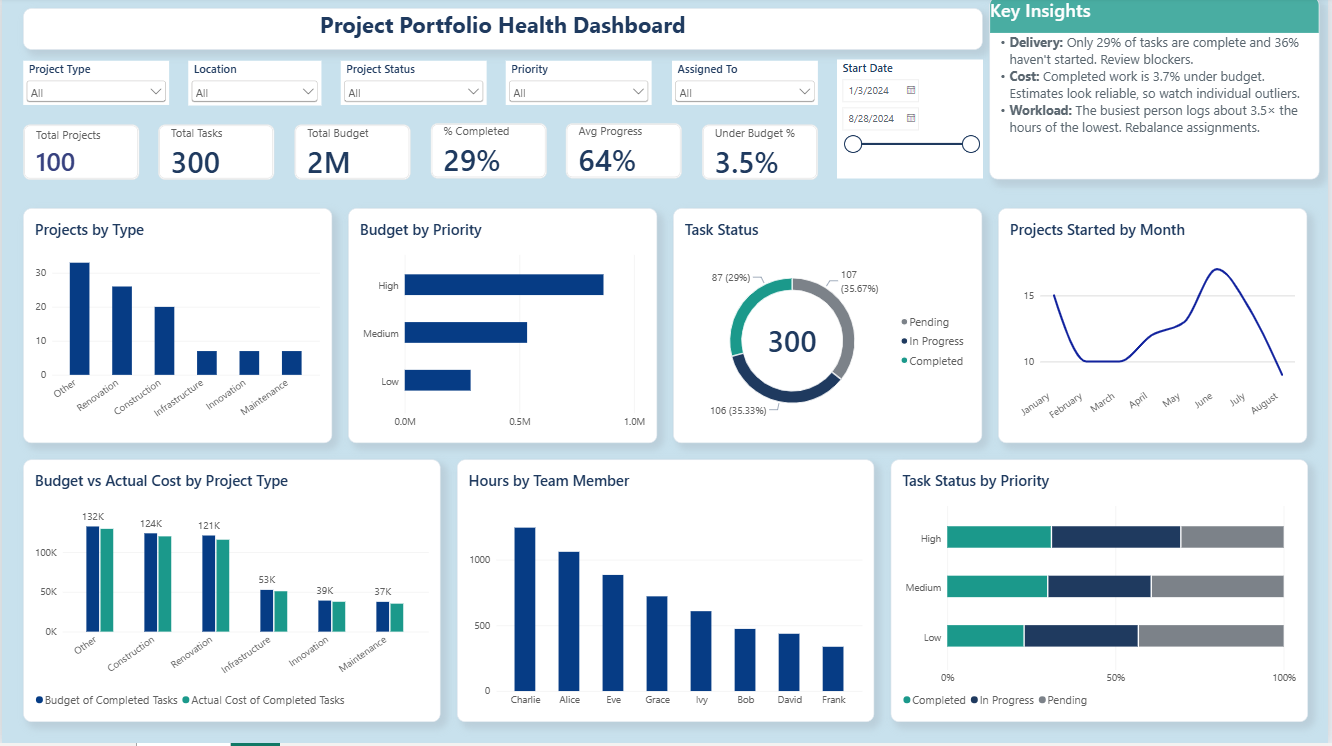 Project Portfolio Health Dashboard
Key Insights
• Delivery: Only 29% of tasks are complete and 36%
haven't started. Review blockers.
• Cost: Completed work is 3.7% under budget.
Estimates look reliable, so watch individual outliers.
• Workload: The busiest person logs about 3.5× the
hours of the lowest. Rebalance assignments.
Project Type
All
Location
All
Project Status
All
Priority
All
Assigned To
All
Start Date
1/3/2024
8/28/2024
Total Projects
100
Total Tasks
300
Total Budget
2M
% Completed
29%
Avg Progress
64%
Under Budget %
3.5%
Projects by Type
30
20
10
0
Other
Renovation
Construction
Infrastructure
Innovation
Maintenance
Budget by Priority
High
Medium
Low
0.0M
0.5M
1.0M
Task Status
87 (29%)
107
(35.67%)
300
106 (35.33%)
Pending
In Progress
Completed
Projects Started by Month
15
10
January
February
March
April
May
June
July
August
Budget vs Actual Cost by Project Type
132K
124K
121K
53K
39K
37K
100K
50K
0K
Other
Construction
Renovation
Infrastructure
Innovation
Maintenance
Budget of Completed Tasks
Actual Cost of Completed Tasks
Hours by Team Member
1000
500
0
Charlie
Alice
Eve
Grace
Ivy
Bob
David
Frank
Task Status by Priority
High
Medium
Low
0%
50%
100%
Completed
In Progress
Pending